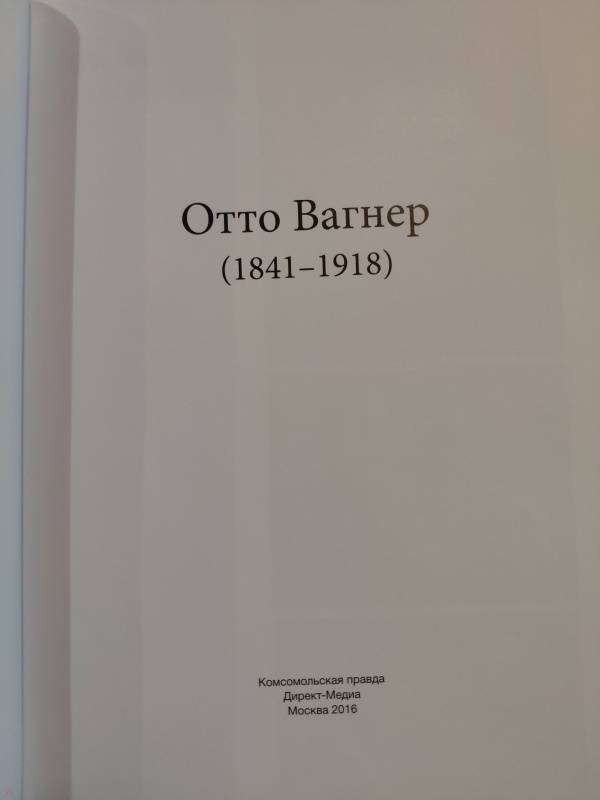 Отто Вагнер
(1841–1918)
Комсомольская правда
Директ-Медиа
Москва 2016